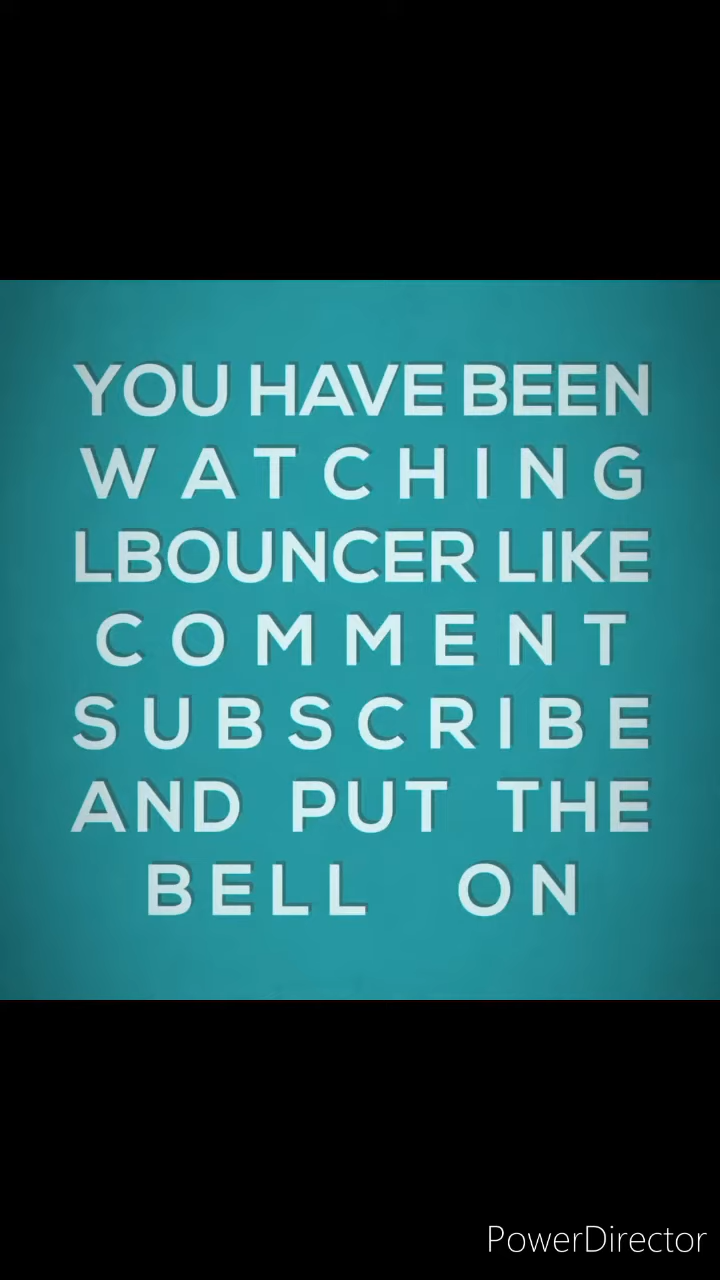 YOU HAVE BEEN
WATCHING
LBOUNCER LIKE
COMMENT
SUBSCRIBE
AND PUT THE
BELL ON
PowerDirector